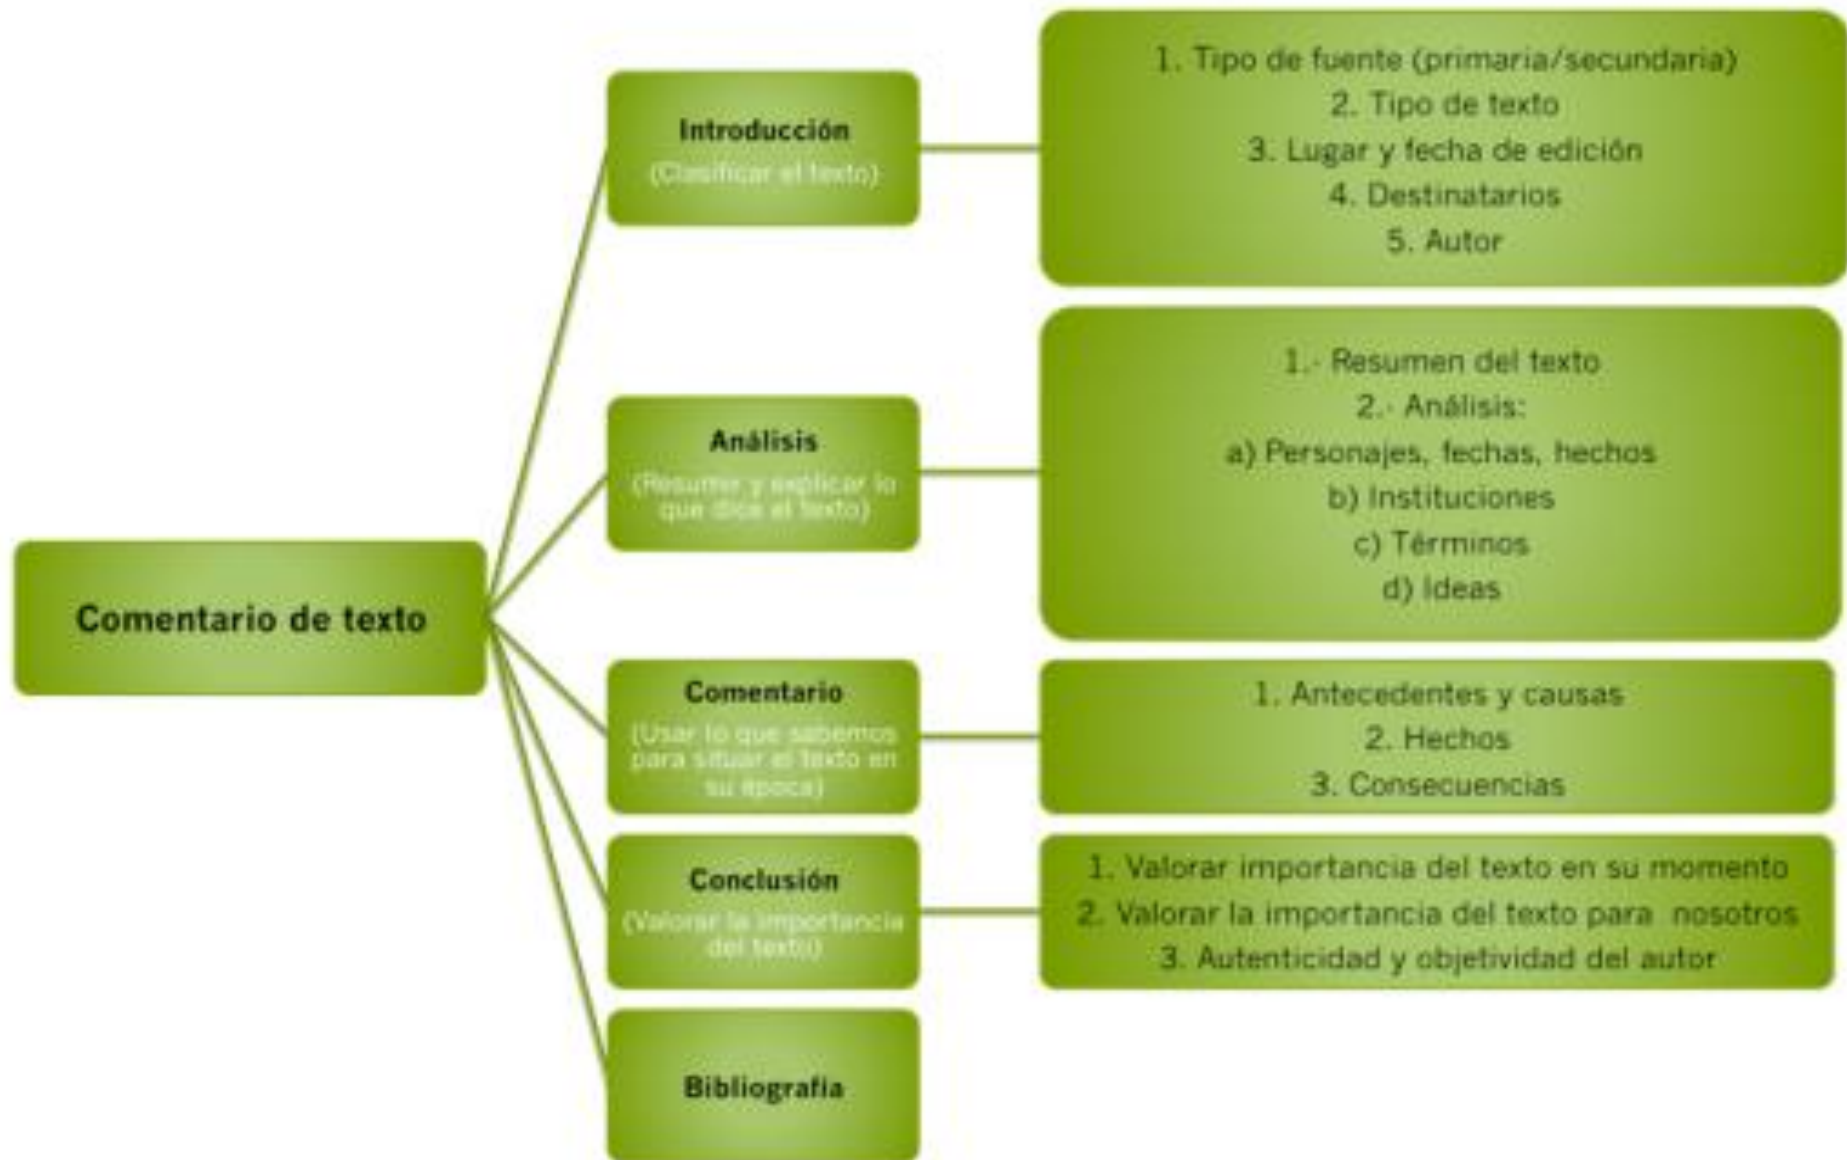 Comentario de texto
Introducción
(Clasificar el texto)
1. Tipo de fuente (primaria/secundaria)
2. Tipo de texto
3. Lugar y fecha de edición
4. Destinatarios
5. Autor
Análisis
(Resumir y explicar lo
que dice el texto)
1.- Resumen del texto
2.- Análisis:
a) Personajes, fechas, hechos
b) Instituciones
c) Términos
d) Ideas
Comentario
(Usar lo que sabemos
para situar el texto en
su época)
1. Antecedentes y causas
2. Hechos
3. Consecuencias
Conclusión
(Valorar la importancia
del texto)
1. Valorar importancia del texto en su momento
2. Valorar la importancia del texto para nosotros
3. Autenticidad y objetividad del autor
Bibliografía